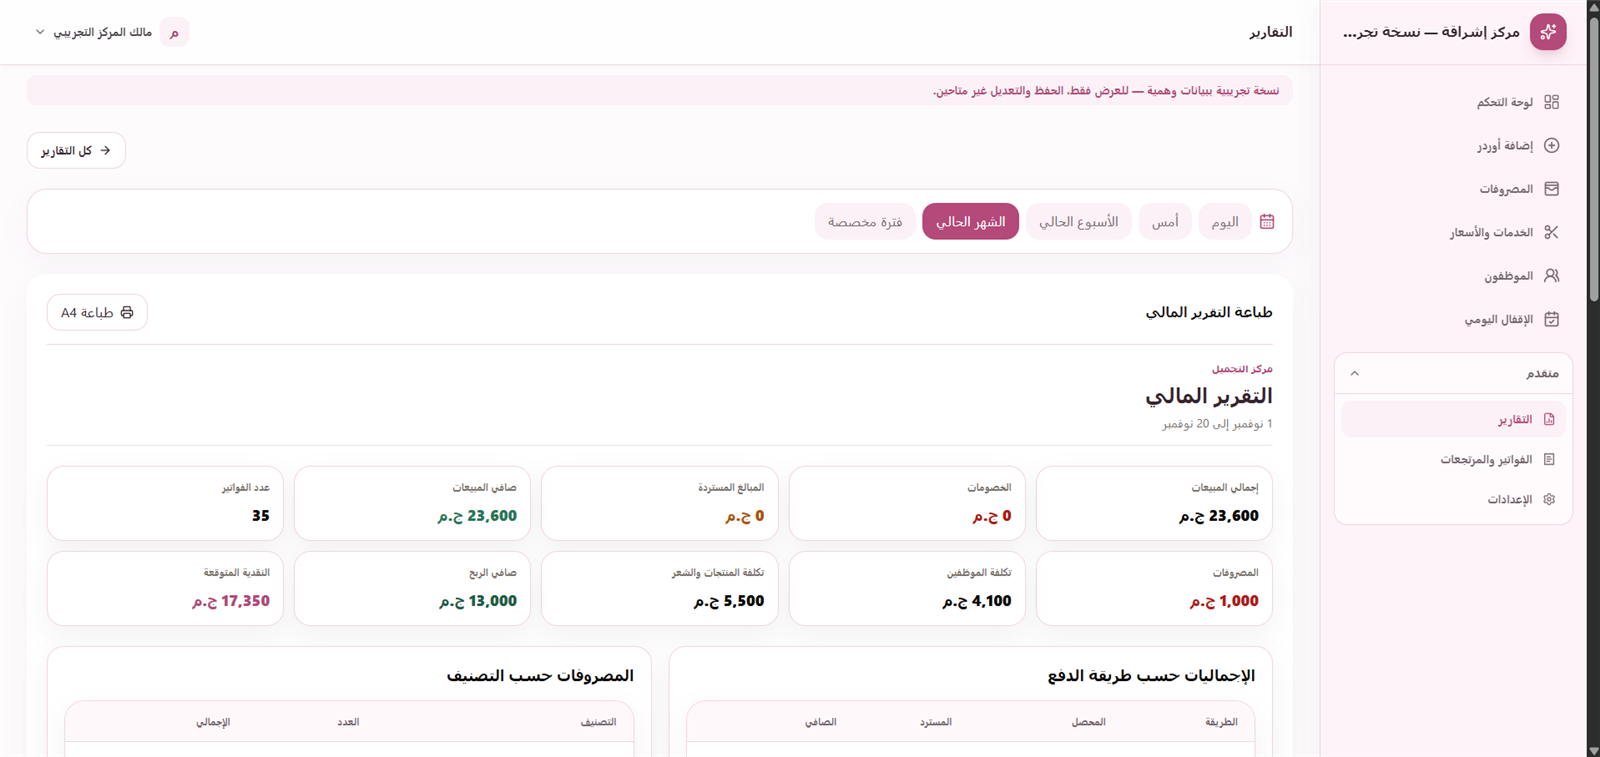 مركز إشراقة — نسخة تجر...
التقارير
مالك المركز التجريبي
م
لوحة التحكم
إضافة أوردر
المصروفات
الخدمات والأسعار
الموظفون
الإقفال اليومي
متقدم
التقارير
الفواتير والمرتجعات
الإعدادات
نسخة تجريبية ببيانات وهمية — للعرض فقط، الحفظ والتعديل غير متاحين.
كل التقارير
اليوم
أمس
الأسبوع الحالي
الشهر الحالي
فترة مخصصة
طباعة التقرير المالي
طباعة A4
مركز التجميل
التقرير المالي
1 نوفمبر إلى 20 نوفمبر
إجمالي المبيعات
23,600 ج.م
الخصومات
0 ج.م
المبالغ المستردة
0 ج.م
صافي المبيعات
23,600 ج.م
عدد الفواتير
35
المصروفات
1,000 ج.م
تكلفة الموظفين
4,100 ج.م
تكلفة المنتجات والشعر
5,500 ج.م
صافي الربح
13,000 ج.م
النقدية المتوقعة
17,350 ج.م
الإجماليات حسب طريقة الدفع
الطريقة المحصل المسترد الصافي
المصروفات حسب التصنيف
التصنيف العدد الإجمالي